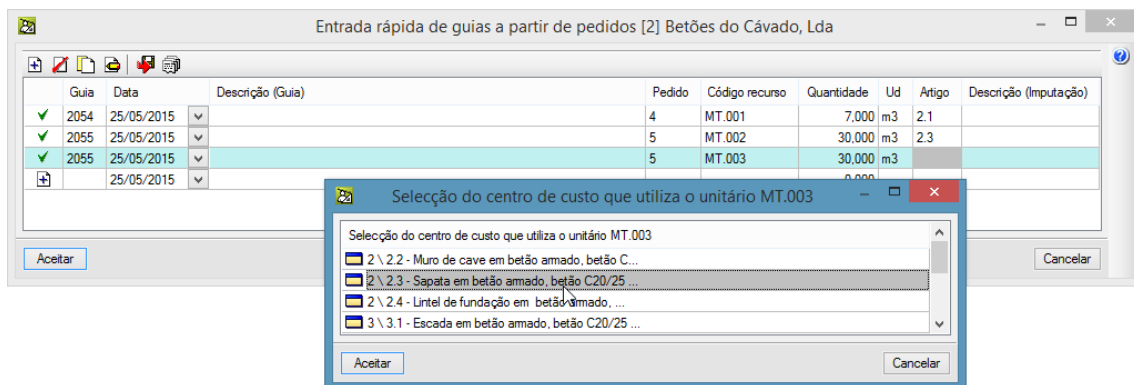 Entrada rápida de guias a partir de pedidos [2] Betões do Cávado, Lda
Guia Data Descrição (Guia) Pedido Código recurso Quantidade Ud Artigo Descrição (Imputação)
2054 25/05/2015 4 MT.001 7,000 m3 2.1
2055 25/05/2015 5 MT.002 30,000 m3 2.3
2055 25/05/2015 5 MT.003 30,000 m3
25/05/2015 0,000
Selecção do centro de custo que utiliza o unitário MT.003
Selecção do centro de custo que utiliza o unitário MT.003
2 \ 2.2 - Muro de cave em betão armado, betão C...
2 \ 2.3 - Sapata em betão armado, betão C20/25 ...
2 \ 2.4 - Lintel de fundação em betão armado, ...
3 \ 3.1 - Escada em betão armado, betão C20/25 ...
Aceitar Cancelar
Aceitar Cancelar